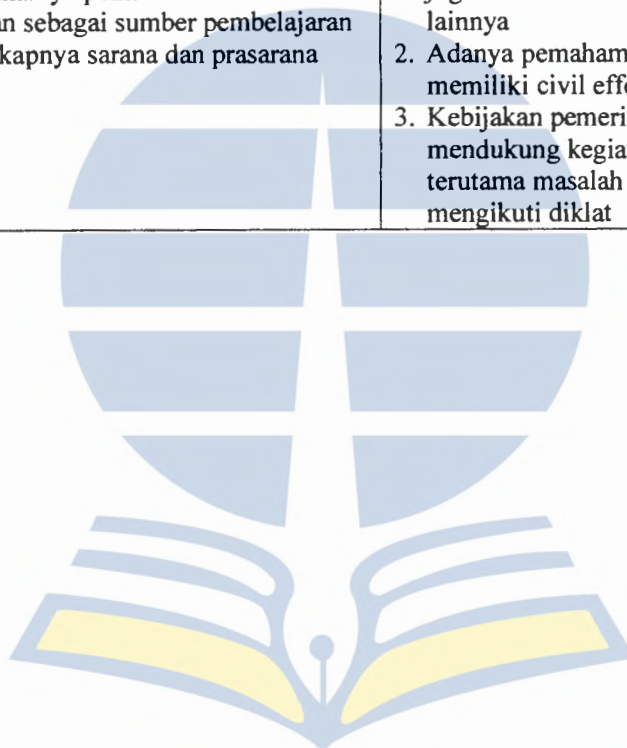 an sebagai sumber pembelajaran
kapnya sarana dan prasarana
lainnya
2. Adanya pemaham
memiliki civil effe
3. Kebijakan pemeri
mendukung kegia
terutama masalah
mengikuti diklat